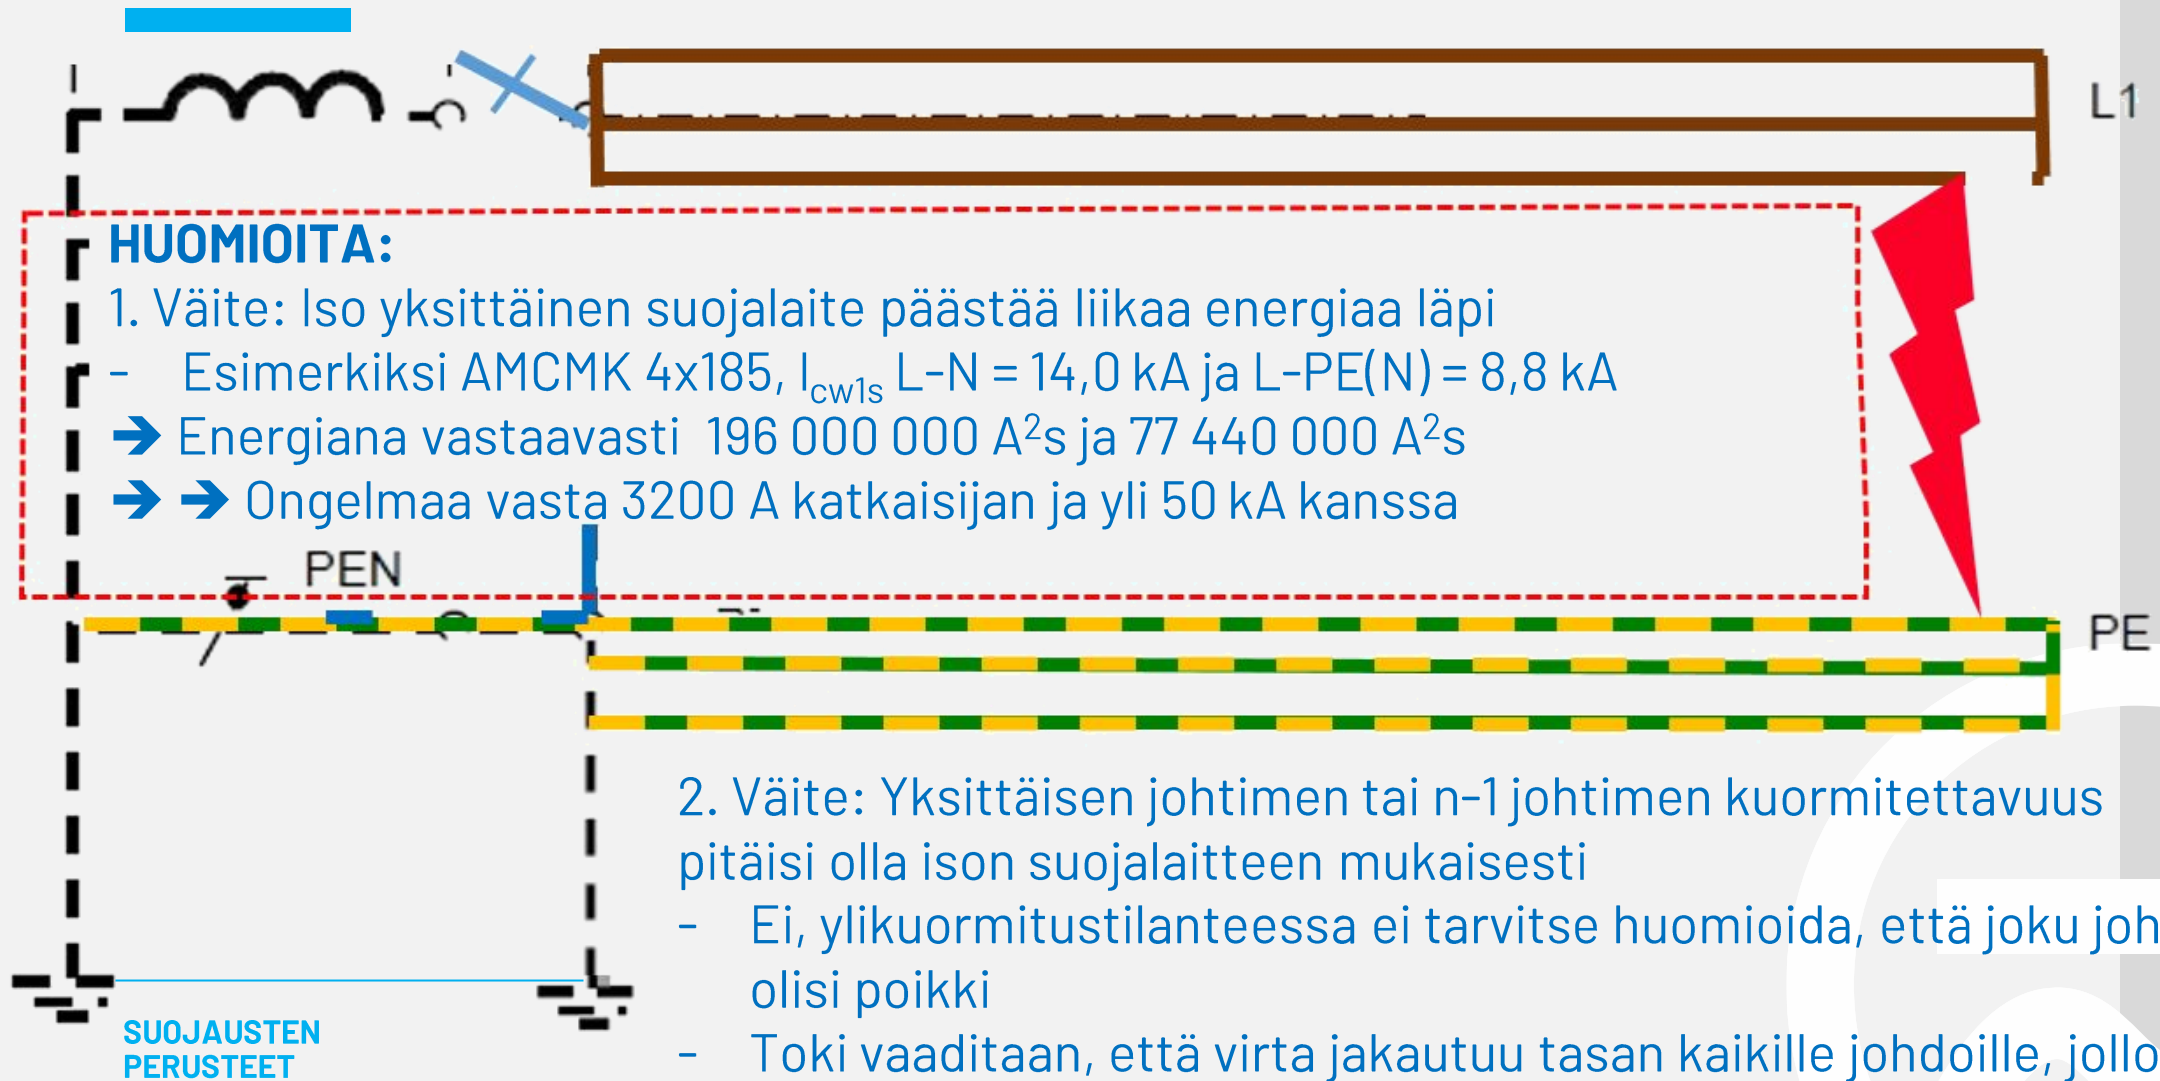 L1
HUOMIOITA:
1. Väite: Iso yksittäinen suojalaite päästää liikaa energiaa läpi
- Esimerkiksi AMCMK 4x185, Icw1s L-N = 14,0 kA ja L-PE(N) = 8,8 kA
➔ Energiana vastaavasti 196 000 000 A²s ja 77 440 000 A²s
➔ ➔ Ongelmaa vasta 3200 A katkaisijan ja yli 50 kA kanssa
PEN
PE
2. Väite: Yksittäisen johtimen tai n-1 johtimen kuormitettavuus
pitäisi olla ison suojalaitteen mukaisesti
- Ei, ylikuormitustilanteessa ei tarvitse huomioida, että joku joh
olisi poikki
- Toki vaaditaan, että virta jakautuu tasan kaikille johdoille, jollo
SUOJAUSTEN
PERUSTEET